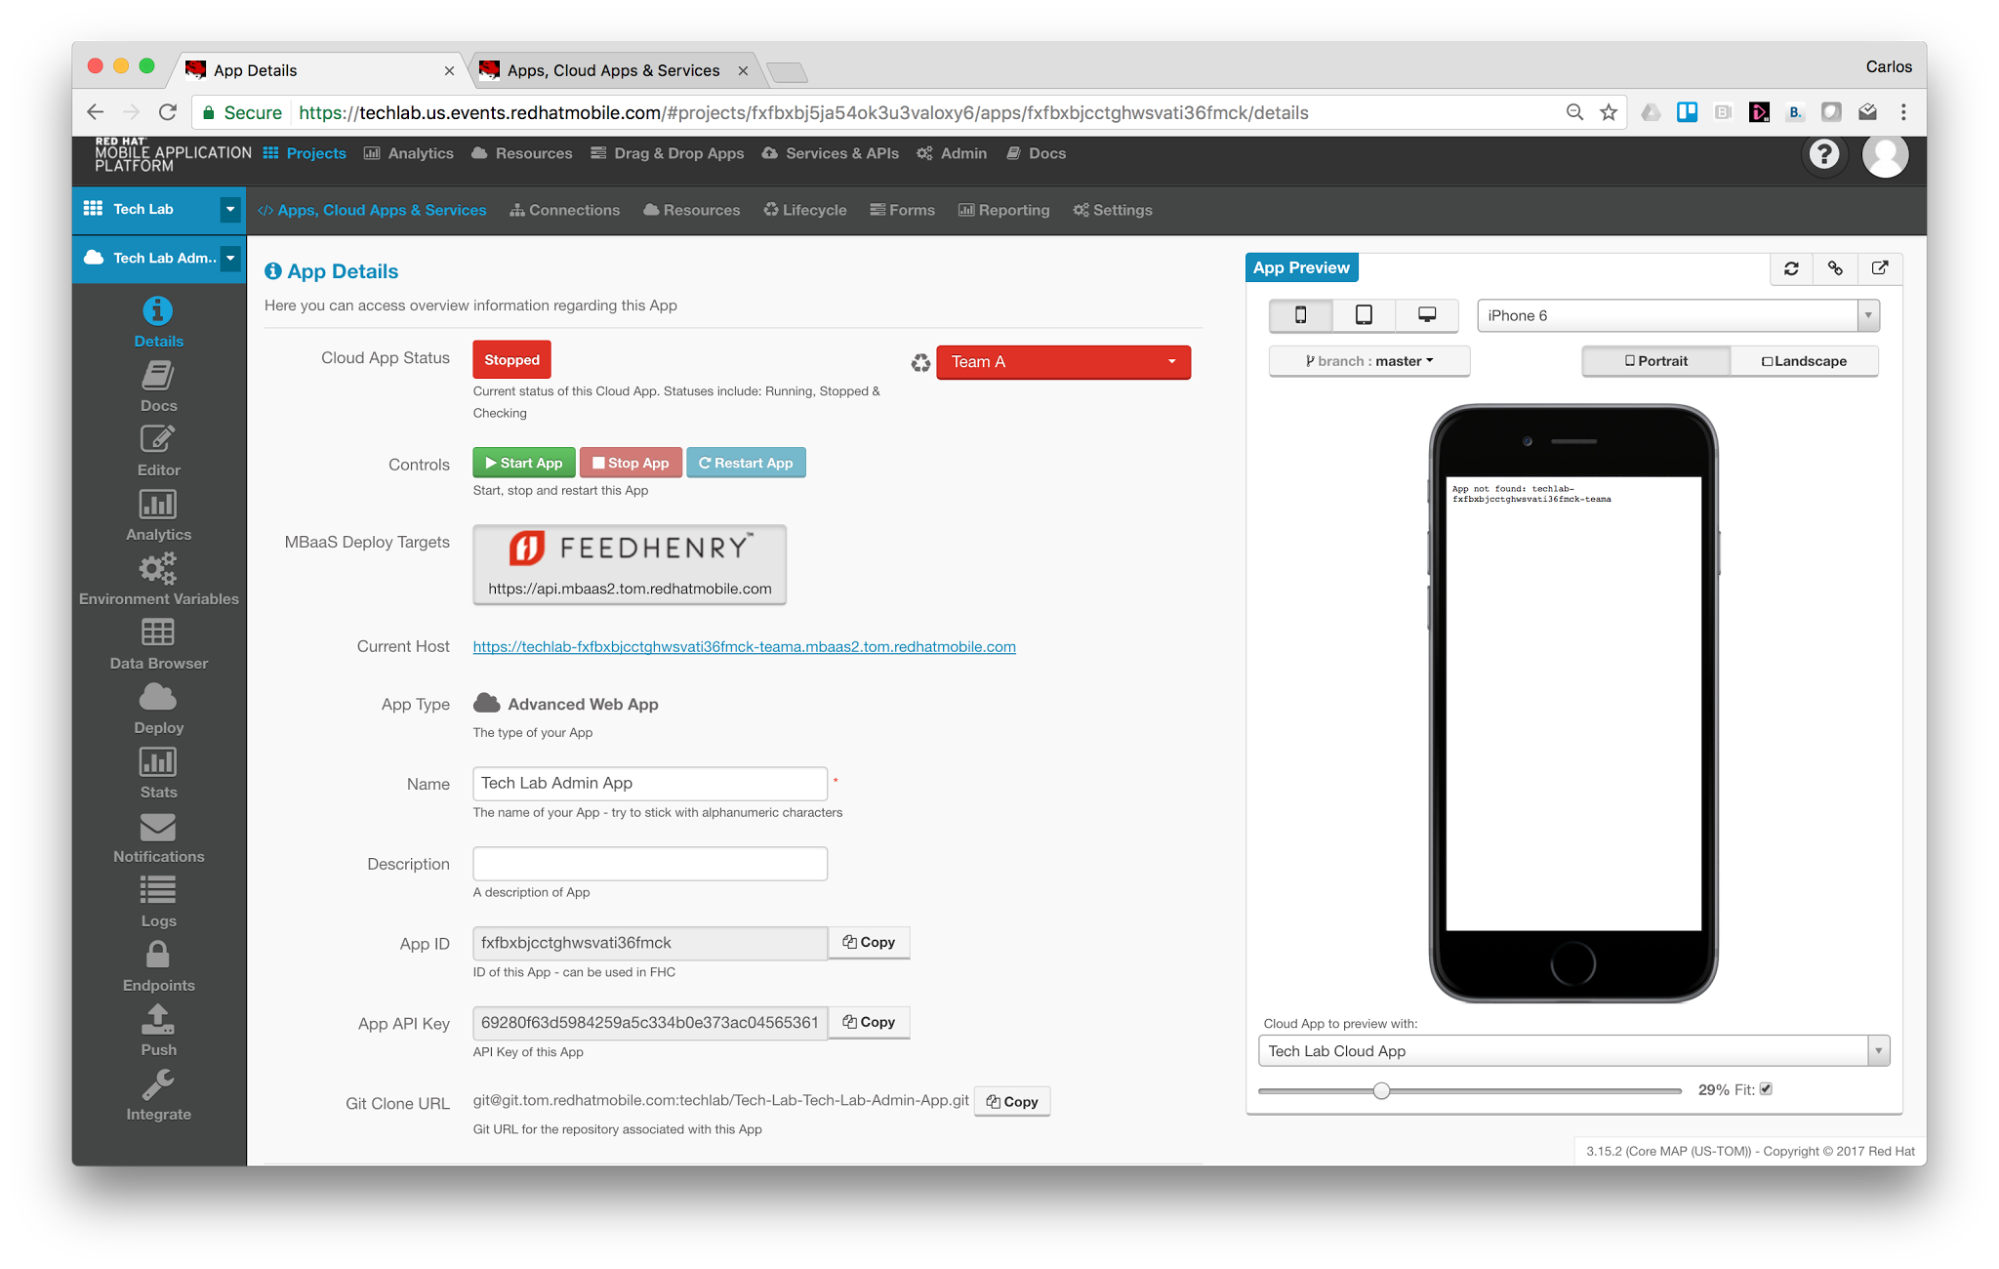 App Details
Apps, Cloud Apps & Services
Carlos
Secure
https://techlab.us.events.redhatmobile.com/#projects/fxfbxbj5ja54ok3u3valoxy6/apps/fxfbxbjcctghwsvati36fmck/details
B.
RED HAT
MOBILE APPLICATION
PLATFORM
Projects
Analytics
Resources
Drag & Drop Apps
Services & APIs
Admin
Docs
?
Tech Lab
</> Apps, Cloud Apps & Services
Connections
Resources
Lifecycle
Forms
Reporting
Settings
Tech Lab Adm..
Details
Docs
Editor
Analytics
Environment Variables
Data Browser
Deploy
Stats
Notifications
Logs
Endpoints
Push
Integrate
App Details
Here you can access overview information regarding this App
Cloud App Status
Stopped
Team A
Current status of this Cloud App. Statuses include: Running, Stopped &
Checking
Controls
Start App
Stop App
Restart App
Start, stop and restart this App
MBaaS Deploy Targets
FEEDHENRY™
https://api.mbaas2.tom.redhatmobile.com
Current Host
https://techlab-fxfbxbjcctghwsvati36fmck-teama.mbaas2.tom.redhatmobile.com
App Type
Advanced Web App
The type of your App
Name
Tech Lab Admin App
*
The name of your App - try to stick with alphanumeric characters
Description
A description of App
App ID
fxfbxbjcctghwsvati36fmck
Copy
ID of this App - can be used in FHC
App API Key
69280f63d5984259a5c334b0e373ac04565361
Copy
API Key of this App
Git Clone URL
git@git.tom.redhatmobile.com:techlab/Tech-Lab-Tech-Lab-Admin-App.git
Copy
Git URL for the repository associated with this App
App Preview
iPhone 6
branch : master
Portrait
Landscape
App not found: techlab-
fxfbxbjcctghwsvati36fmck-teama
Cloud App to preview with:
Tech Lab Cloud App
29% Fit:
3.15.2 (Core MAP (US-TOM)) - Copyright © 2017 Red Hat